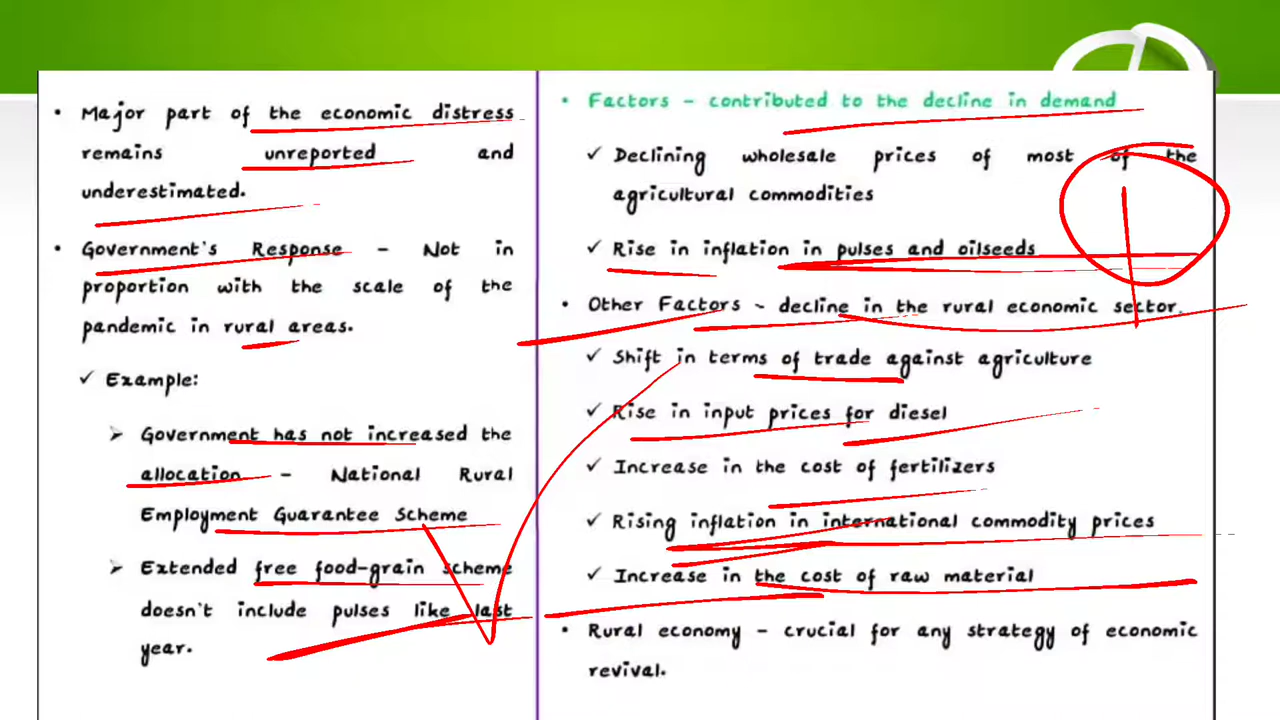 • Major part of the economic distress
remains unreported and
underestimated.
• Government's Response - Not in
proportion with the scale of the
pandemic in rural areas.
✓ Example:
➢ Government has not increased the
allocation - National Rural
Employment Guarantee Scheme
➢ Extended free food-grain scheme
doesn't include pulses like last
year.
• Factors - contributed to the decline in demand
✓ Declining wholesale prices of most of the
agricultural commodities
✓ Rise in inflation in pulses and oilseeds
• Other Factors - decline in the rural economic sector.
✓ Shift in terms of trade against agriculture
✓ Rise in input prices for diesel
✓ Increase in the cost of fertilizers
✓ Rising inflation in international commodity prices
✓ Increase in the cost of raw material
• Rural economy - crucial for any strategy of economic
revival.